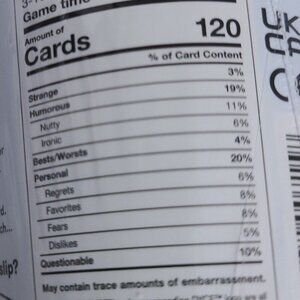 Game time
Amount of
Cards 120
% of Card Content
Strange 3%
Humorous 19%
Nutty 11%
Ironic 6%
Bests/Worsts 4%
Personal 20%
Regrets 6%
Favorites 8%
Fears 8%
Dislikes 5%
Questionable 10%
May contain trace amounts of embarrassment.
slip?
UK
CA